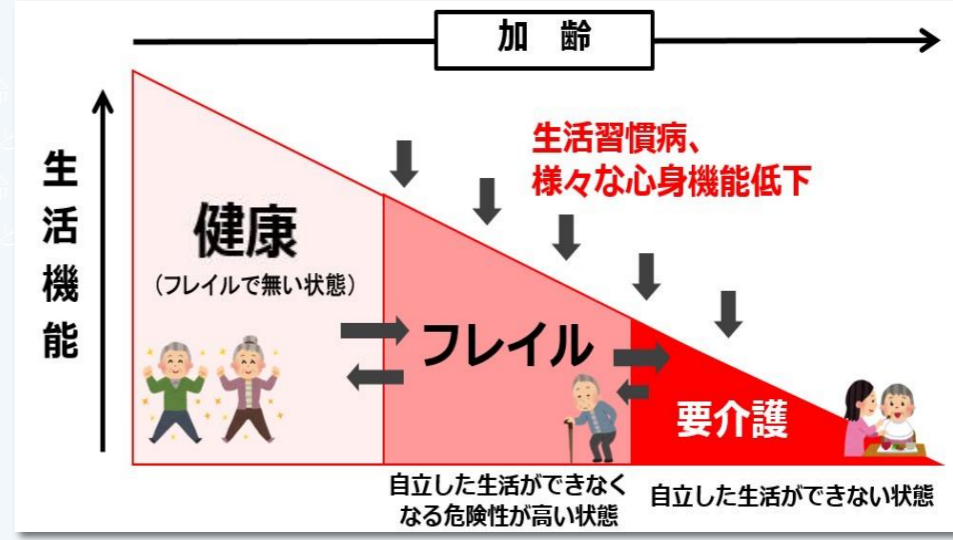 加 齢
生活機能
生活習慣病、
様々な心身機能低下
健康
(フレイルで無い状態)
フレイル
要介護
自立した生活ができなく
なる危険性が高い状態
自立した生活ができない状態